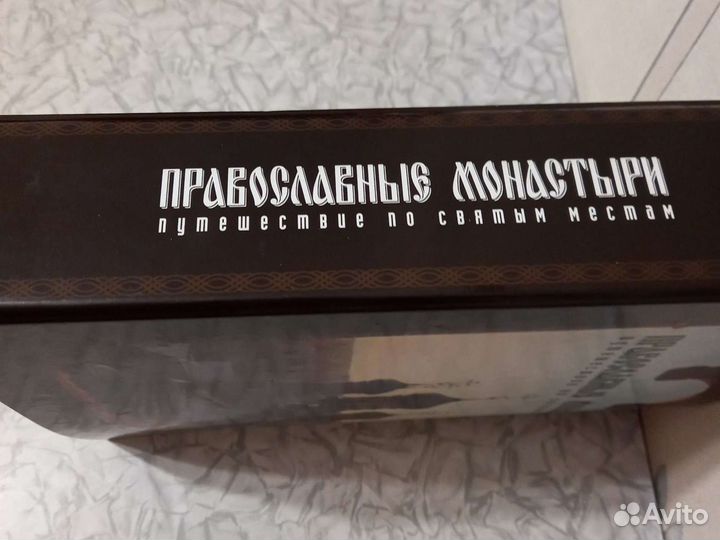 ПРАВОСЛАВНЫЕ МОНАСТЫРИ
путешествие по святым местам
Avito